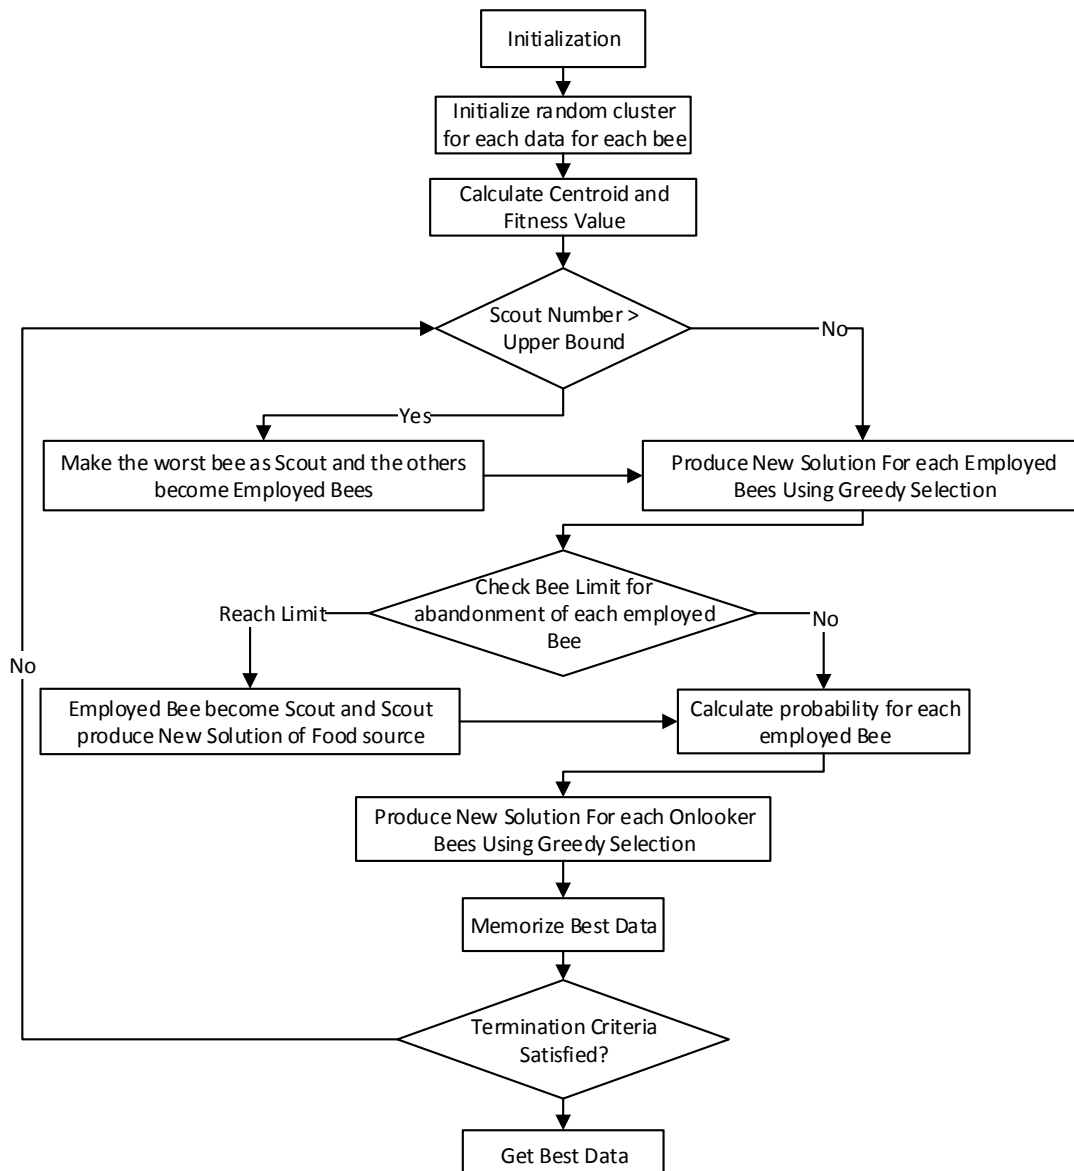 Initialization
Initialize random cluster
for each data for each bee
Calculate Centroid and
Fitness Value
Scout Number >
Upper Bound
No
Yes
Make the worst bee as Scout and the others
become Employed Bees
Produce New Solution For each Employed
Bees Using Greedy Selection
Check Bee Limit for
abandonment of each employed
Bee
Reach Limit
No
No
Employed Bee become Scout and Scout
produce New Solution of Food source
Calculate probability for each
employed Bee
Produce New Solution For each Onlooker
Bees Using Greedy Selection
Memorize Best Data
Termination Criteria
Satisfied?
Get Best Data